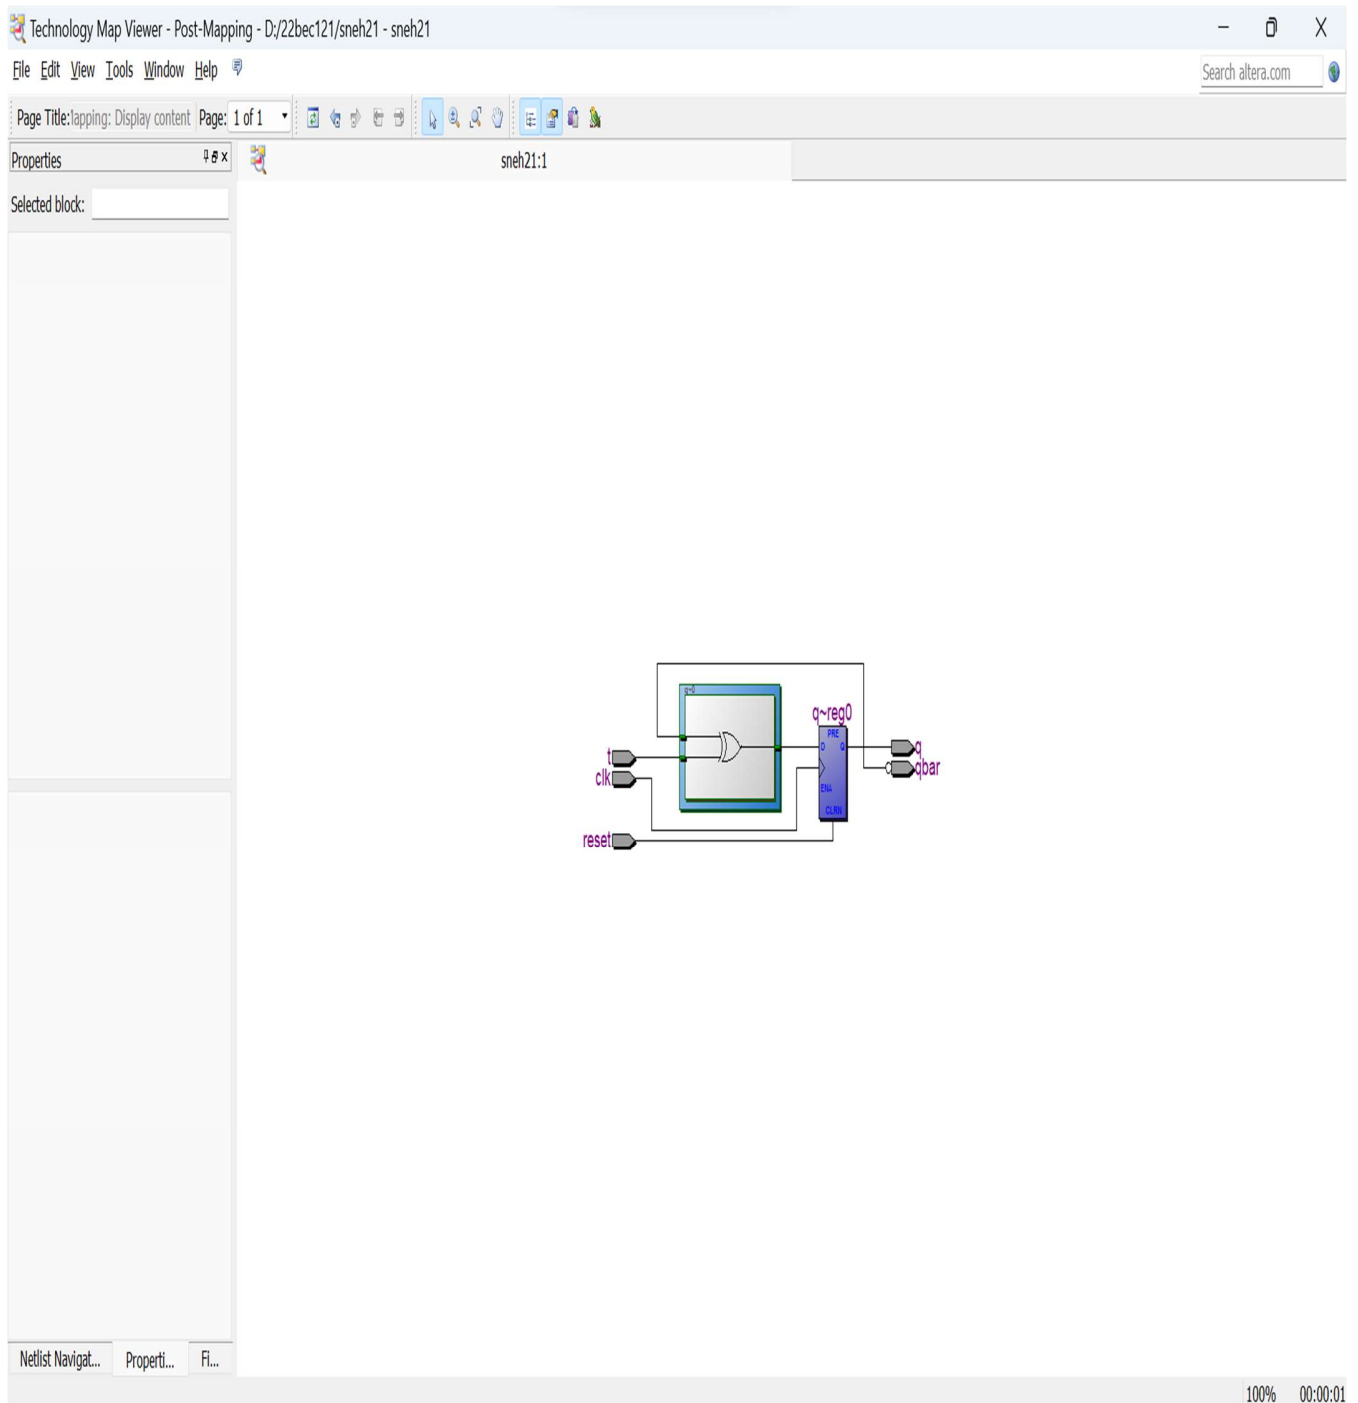 Technology Map Viewer - Post-Mapping - D:/22bec121/sneh21 - sneh21
File Edit View Tools Window Help
Search altera.com
Page Title: Mapping: Display content Page: 1 of 1
Properties
sneh21:1
Selected block:
q~0
q~reg0
PRE
D Q
ENA
CLRN
t
clk
reset
q
qbar
Netlist Navigat... Properti... Fi...
100% 00:00:01